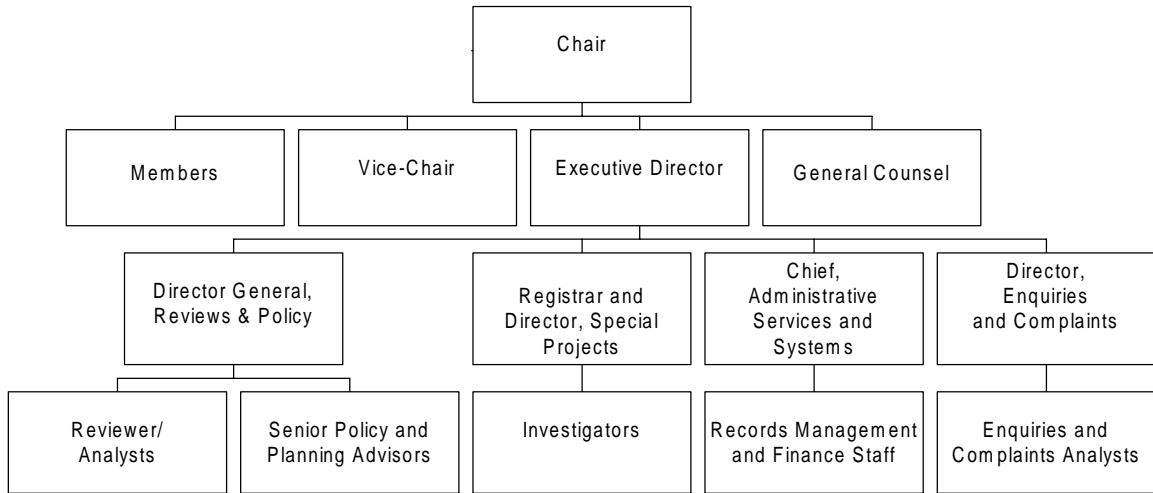 Chair
Members
Vice-Chair
Executive Director
General Counsel
Director General,
Reviews & Policy
Registrar and
Director, Special
Projects
Chief,
Administrative
Services and
Systems
Director,
Enquiries
and Complaints
Reviewer/
Analysts
Senior Policy and
Planning Advisors
Investigators
Records Management
and Finance Staff
Enquiries and
Complaints Analysts